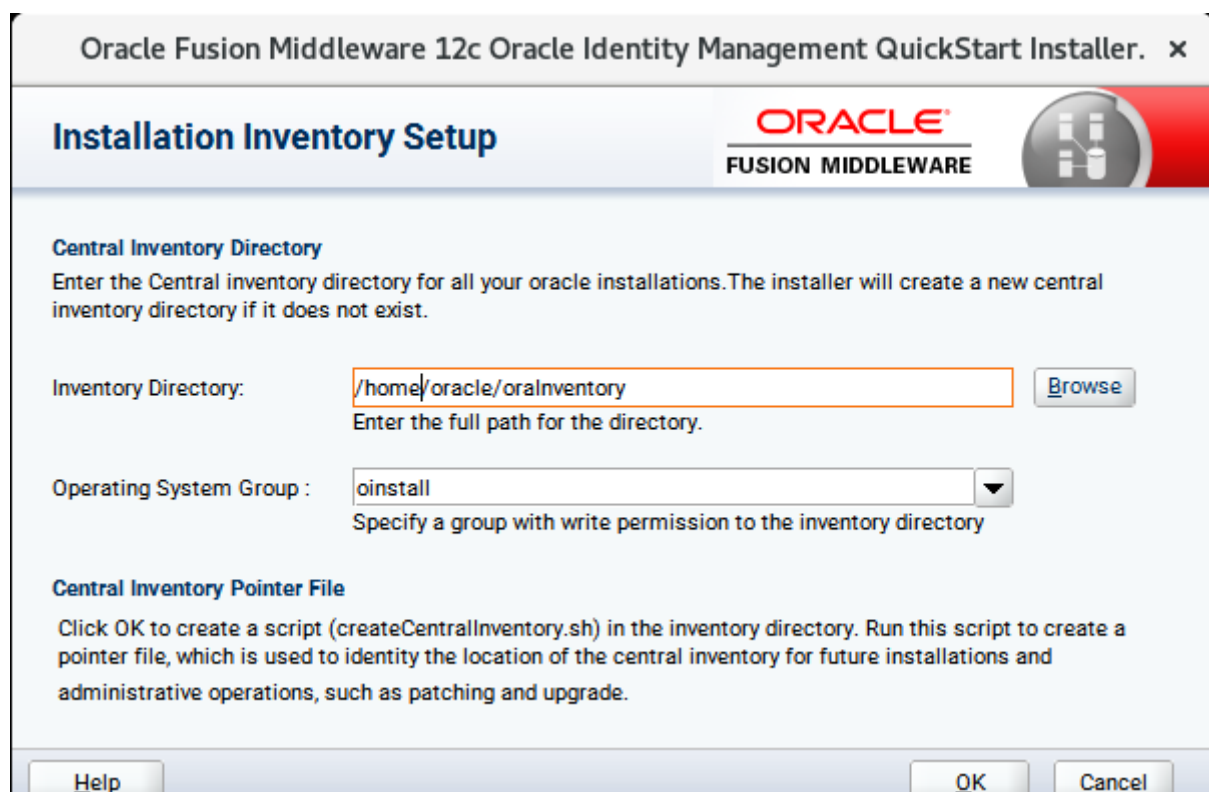 Oracle Fusion Middleware 12c Oracle Identity Management QuickStart Installer. ×
Installation Inventory Setup
ORACLE®
FUSION MIDDLEWARE
Central Inventory Directory
Enter the Central inventory directory for all your oracle installations.The installer will create a new central
inventory directory if it does not exist.
Inventory Directory:
/home/oracle/oraInventory
Browse
Enter the full path for the directory.
Operating System Group :
oinstall
Specify a group with write permission to the inventory directory
Central Inventory Pointer File
Click OK to create a script (createCentralInventory.sh) in the inventory directory. Run this script to create a
pointer file, which is used to identity the location of the central inventory for future installations and
administrative operations, such as patching and upgrade.
Help
OK
Cancel